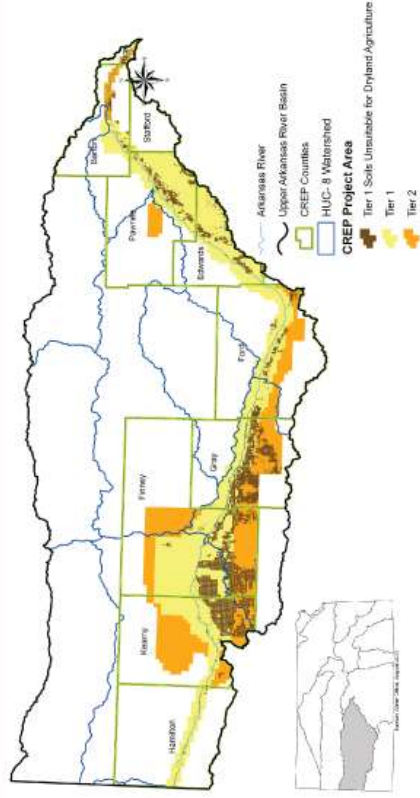 Hamilton
Kearny
Finney
Gray
Ford
Edwards
Pawnee
Barton
Stafford
Arkansas River
Upper Arkansas River Basin
CREP Counties
HUC- 8 Watershed
CREP Project Area
Tier 1 Soils Unsuitable for Dryland Agriculture
Tier 1
Tier 2